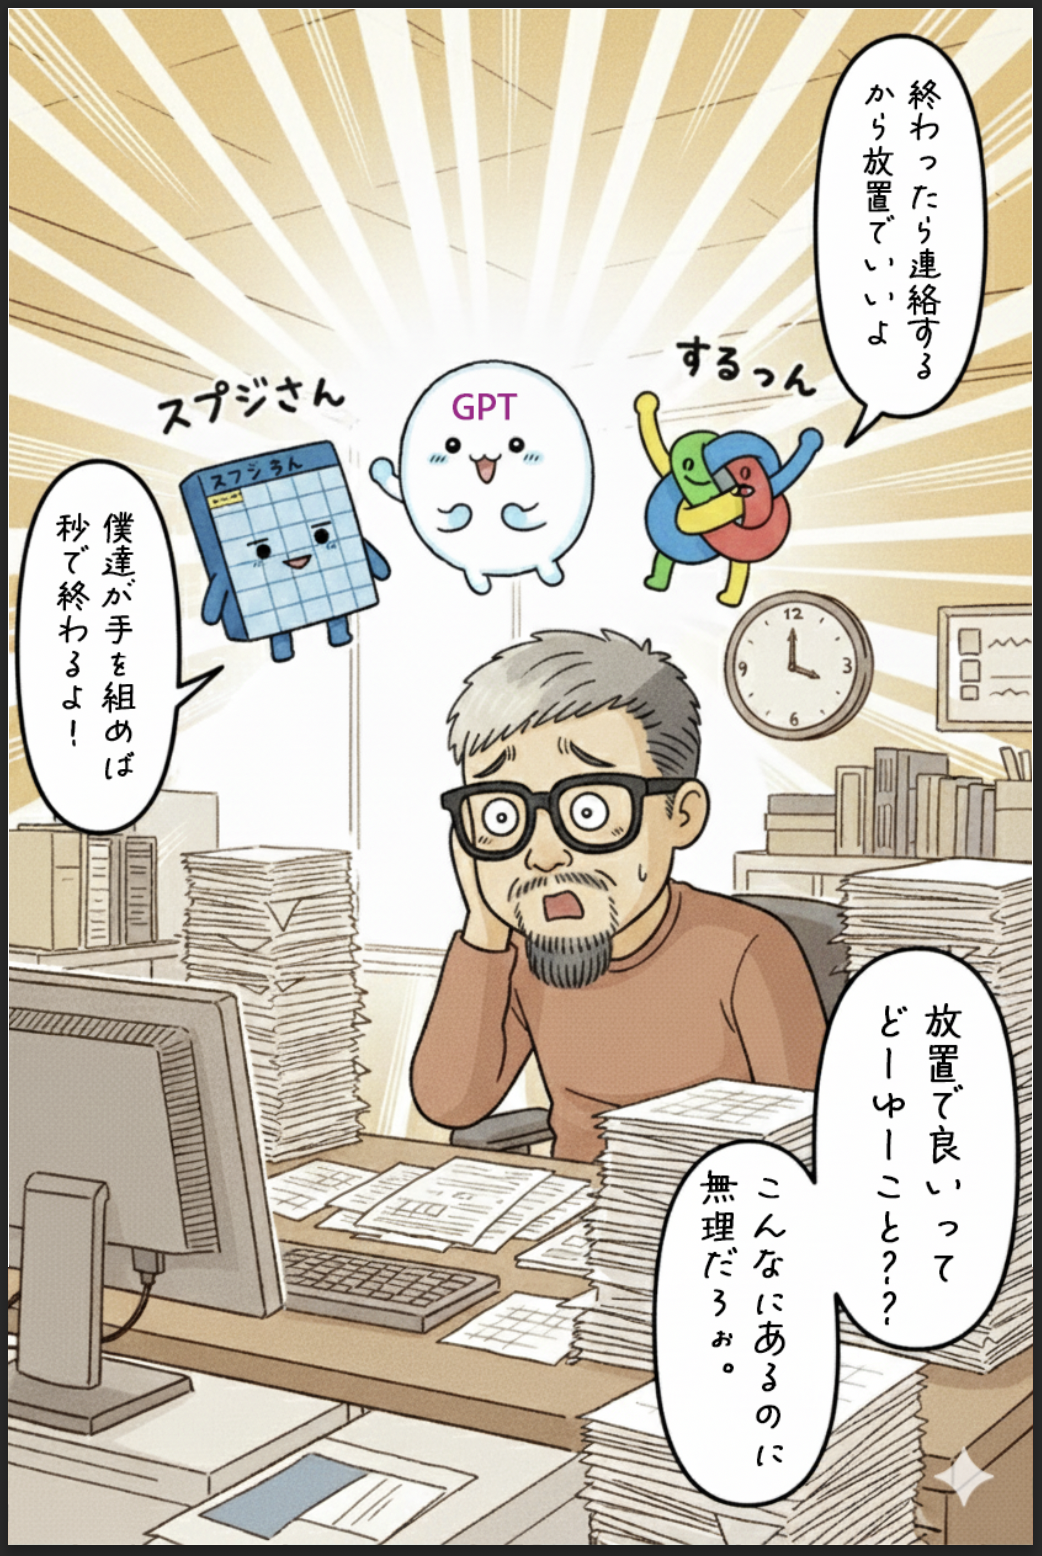 終わったら連絡する
から放置でいいよ
するっん
GPT
スプジさん
スプジさん
僕達が手を組めば
秒で終わるよ!
12
3
6
9
放置で良いって
どーゆーこと??
こんなにあるのに
無理だろぉ。